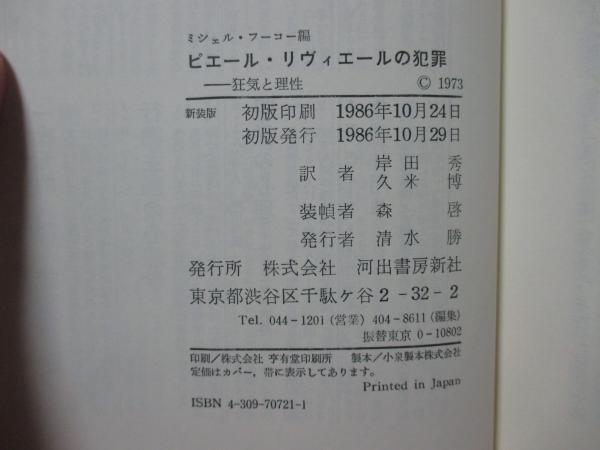 ミシェル・フーコー編
ピエール・リヴィエールの犯罪
——狂気と理性 © 1973
新装版 初版印刷 1986年10月24日
初版発行 1986年10月29日
訳者 岸田秀
久米博
装幀者 森啓
発行者 清水勝
発行所 株式会社 河出書房新社
東京都渋谷区千駄ケ谷2-32-2
Tel. 044-1201(営業) 404-8611(編集)
振替東京 0-10802
印刷/株式会社 亨有堂印刷所 製本/小泉製本株式会社
定価はカバー，帯に表示してあります。
Printed in Japan
ISBN 4-309-70721-1